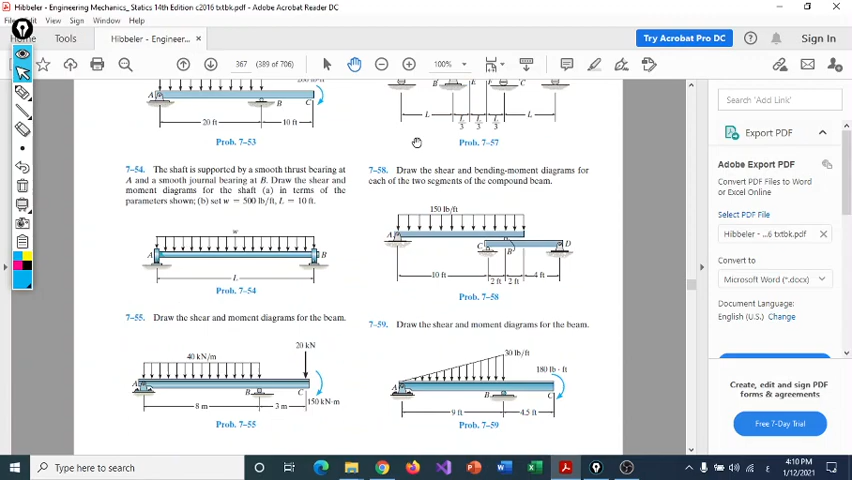 Hibbeler - Engineering Mechanics_ Statics 14th Edition c2016 txtbk.pdf - Adobe Acrobat Reader DC
File Edit View Sign Window Help
Home Tools Hibbeler - Engineer... × Try Acrobat Pro DC Sign In
367 (389 of 706) 100%
A B C
20 ft 10 ft
Prob. 7-53
L L/3 L/3 L/3 L
Prob. 7-57
7-54. The shaft is supported by a smooth thrust bearing at
A and a smooth journal bearing at B. Draw the shear and
moment diagrams for the shaft (a) in terms of the
parameters shown; (b) set w = 500 lb/ft, L = 10 ft.
w
A B
L
Prob. 7-54
7-55. Draw the shear and moment diagrams for the beam.
20 kN
40 kN/m
A B C
150 kN·m
8 m 3 m
Prob. 7-55
7-58. Draw the shear and bending-moment diagrams for
each of the two segments of the compound beam.
150 lb/ft
A C B D
10 ft 2 ft 2 ft 4 ft
Prob. 7-58
7-59. Draw the shear and moment diagrams for the beam.
30 lb/ft
180 lb · ft
A B C
9 ft 4.5 ft
Prob. 7-59
Search 'Add Link'
Export PDF
Adobe Export PDF
Convert PDF Files to Word
or Excel Online
Select PDF File
Hibbeler - ...6 txtbk.pdf ×
Convert to
Microsoft Word (*.docx)
Document Language:
English (U.S.) Change
Create, edit and sign PDF
forms & agreements
Free 7-Day Trial
Type here to search
4:10 PM
1/12/2021